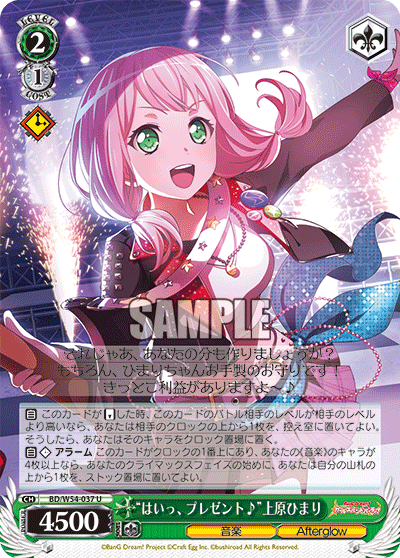 LEVEL
2
1
COST
SAMPLE
それじゃあ、あなたの分も作りましょうか?
もちろん、ひまりちゃんお手製のお守りです!
きっとご利益がありますよ~♪
【自】 このカードが【リバース】した時、このカードのバトル相手のレベルが相手のレベル
より高いなら、あなたは相手のクロックの上から1枚を、控え室に置いてよい。
そうしたら、あなたはそのキャラをクロック置場に置く。
【自】 アラーム このカードがクロックの1番上にあり、あなたの《音楽》のキャラが
4枚以上なら、あなたのクライマックスフェイズの始めに、あなたは自分の山札の
上から1枚を、ストック置場に置いてよい。
CH BD/W54-037 U
4500
"はいっ、プレゼント♪"上原ひまり
音楽
Afterglow
©BanG Dream! Project ©Craft Egg Inc. ©bushiroad All Rights Reserved.